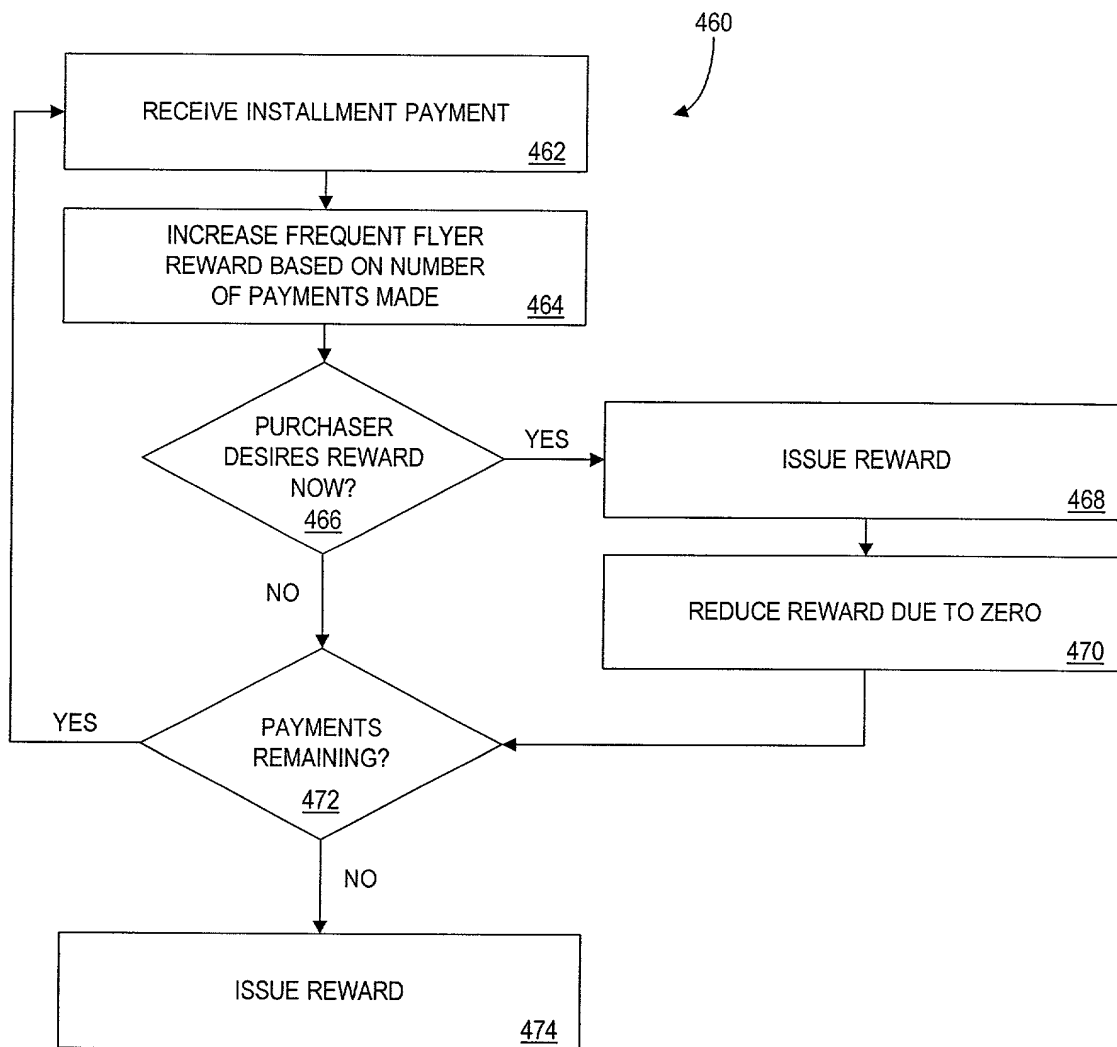 460
RECEIVE INSTALLMENT PAYMENT
462
INCREASE FREQUENT FLYER
REWARD BASED ON NUMBER
OF PAYMENTS MADE
464
PURCHASER
DESIRES REWARD
NOW?
466
YES
ISSUE REWARD
468
NO
REDUCE REWARD DUE TO ZERO
470
YES
PAYMENTS
REMAINING?
472
NO
ISSUE REWARD
474